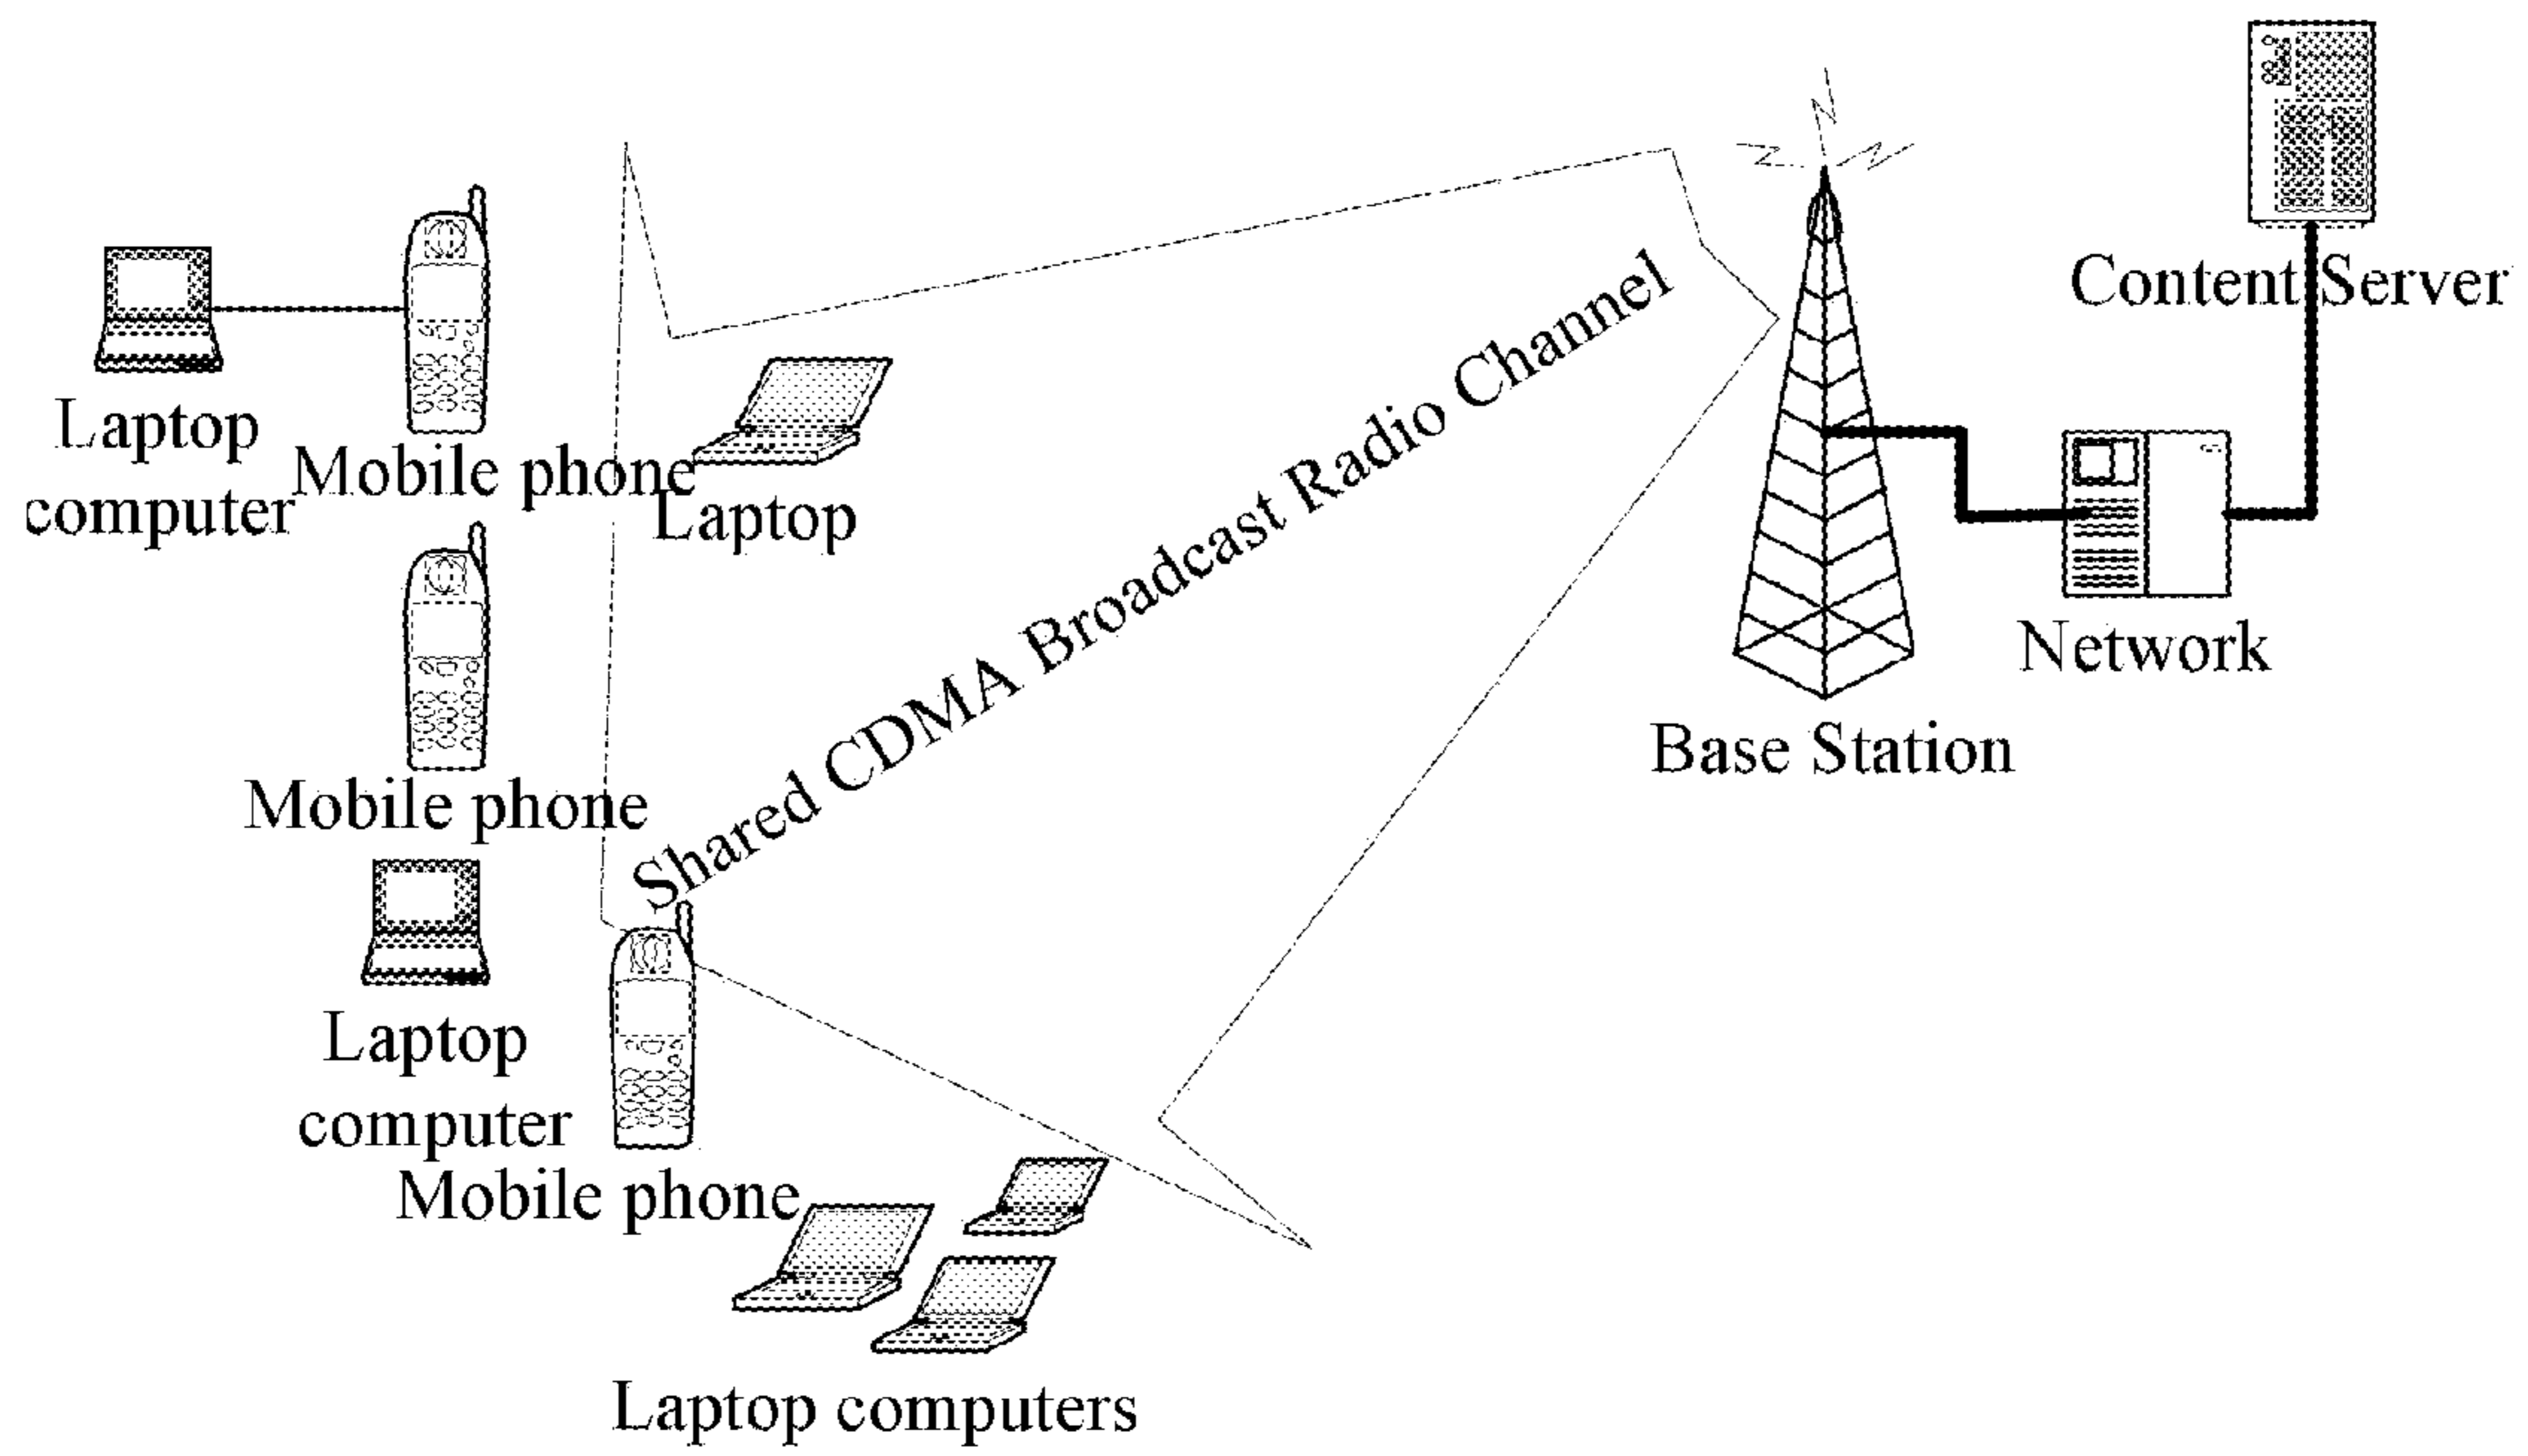 Content Server
Laptop
computer
Mobile phone
Laptop
Shared CDMA Broadcast Radio Channel
Network
Base Station
Mobile phone
Laptop
computer
Mobile phone
Laptop computers